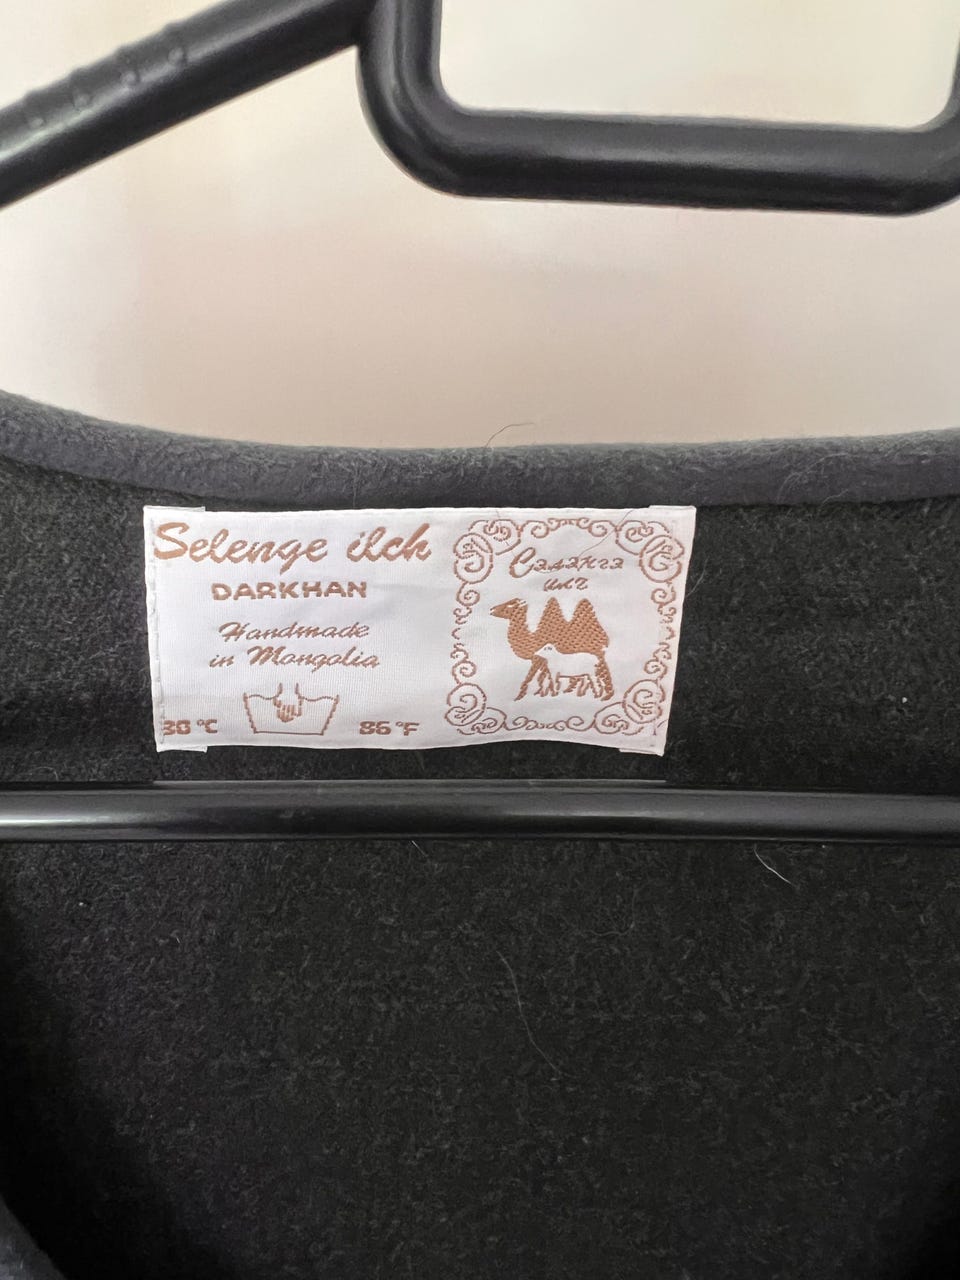 Selenge ilch
DARKHAN
Handmade
in Mongolia
30 °C
86 °F
Сэлэнгэ
илч